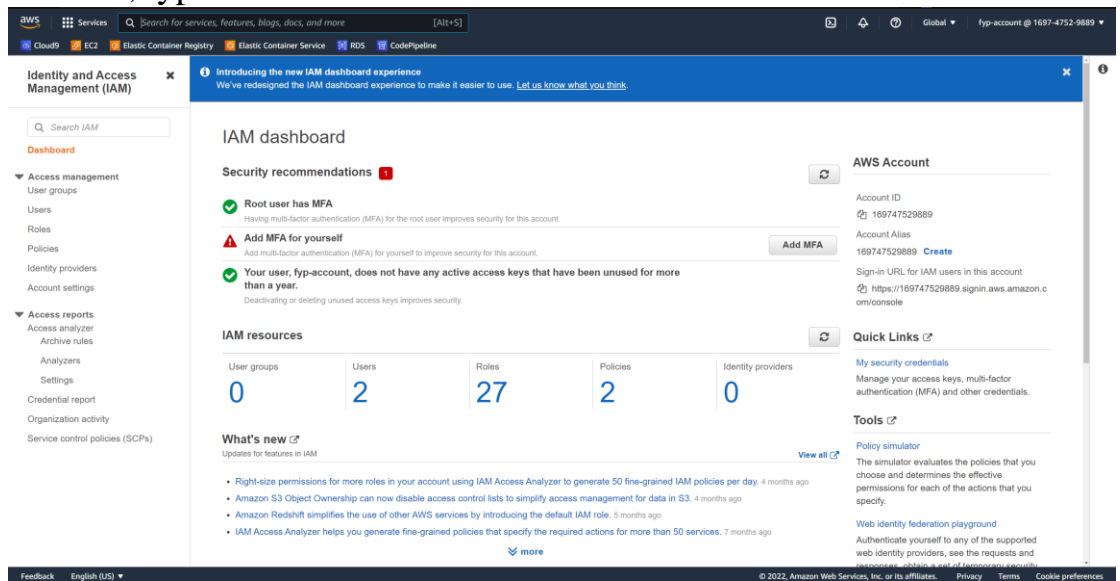 aws Services Search for services, features, blogs, docs, and more [Alt+S] Global ▼ fyp-account @ 1697-4752-9889 ▼
Cloud9 EC2 Elastic Container Registry Elastic Container Service RDS CodePipeline
Identity and Access
Management (IAM)
Search IAM
Dashboard
Access management
User groups
Users
Roles
Policies
Identity providers
Account settings
Access reports
Access analyzer
Archive rules
Analyzers
Settings
Credential report
Organization activity
Service control policies (SCPs)
Introducing the new IAM dashboard experience
We've redesigned the IAM dashboard experience to make it easier to use. Let us know what you think.
IAM dashboard
Security recommendations 1
Root user has MFA
Having multi-factor authentication (MFA) for the root user improves security for this account.
Add MFA for yourself
Add multi-factor authentication (MFA) for yourself to improve security for this account.
Add MFA
Your user, fyp-account, does not have any active access keys that have been unused for more
than a year.
Deactivating or deleting unused access keys improves security.
IAM resources
User groups Users Roles Policies Identity providers
0 2 27 2 0
What's new
Updates for features in IAM
View all
• Right-size permissions for more roles in your account using IAM Access Analyzer to generate 50 fine-grained IAM policies per day. 4 months ago
• Amazon S3 Object Ownership can now disable access control lists to simplify access management for data in S3. 4 months ago
• Amazon Redshift simplifies the use of other AWS services by introducing the default IAM role. 5 months ago
• IAM Access Analyzer helps you generate fine-grained policies that specify the required actions for more than 50 services. 7 months ago
more
AWS Account
Account ID
169747529889
Account Alias
169747529889 Create
Sign-in URL for IAM users in this account
https://169747529889.signin.aws.amazon.c
om/console
Quick Links
My security credentials
Manage your access keys, multi-factor
authentication (MFA) and other credentials.
Tools
Policy simulator
The simulator evaluates the policies that you
choose and determines the effective
permissions for each of the actions that you
specify.
Web identity federation playground
Authenticate yourself to any of the supported
web identity providers, see the requests and
responses, obtain a set of temporary security
Feedback English (US) ▼ © 2022, Amazon Web Services, Inc. or its affiliates. Privacy Terms Cookie preferences